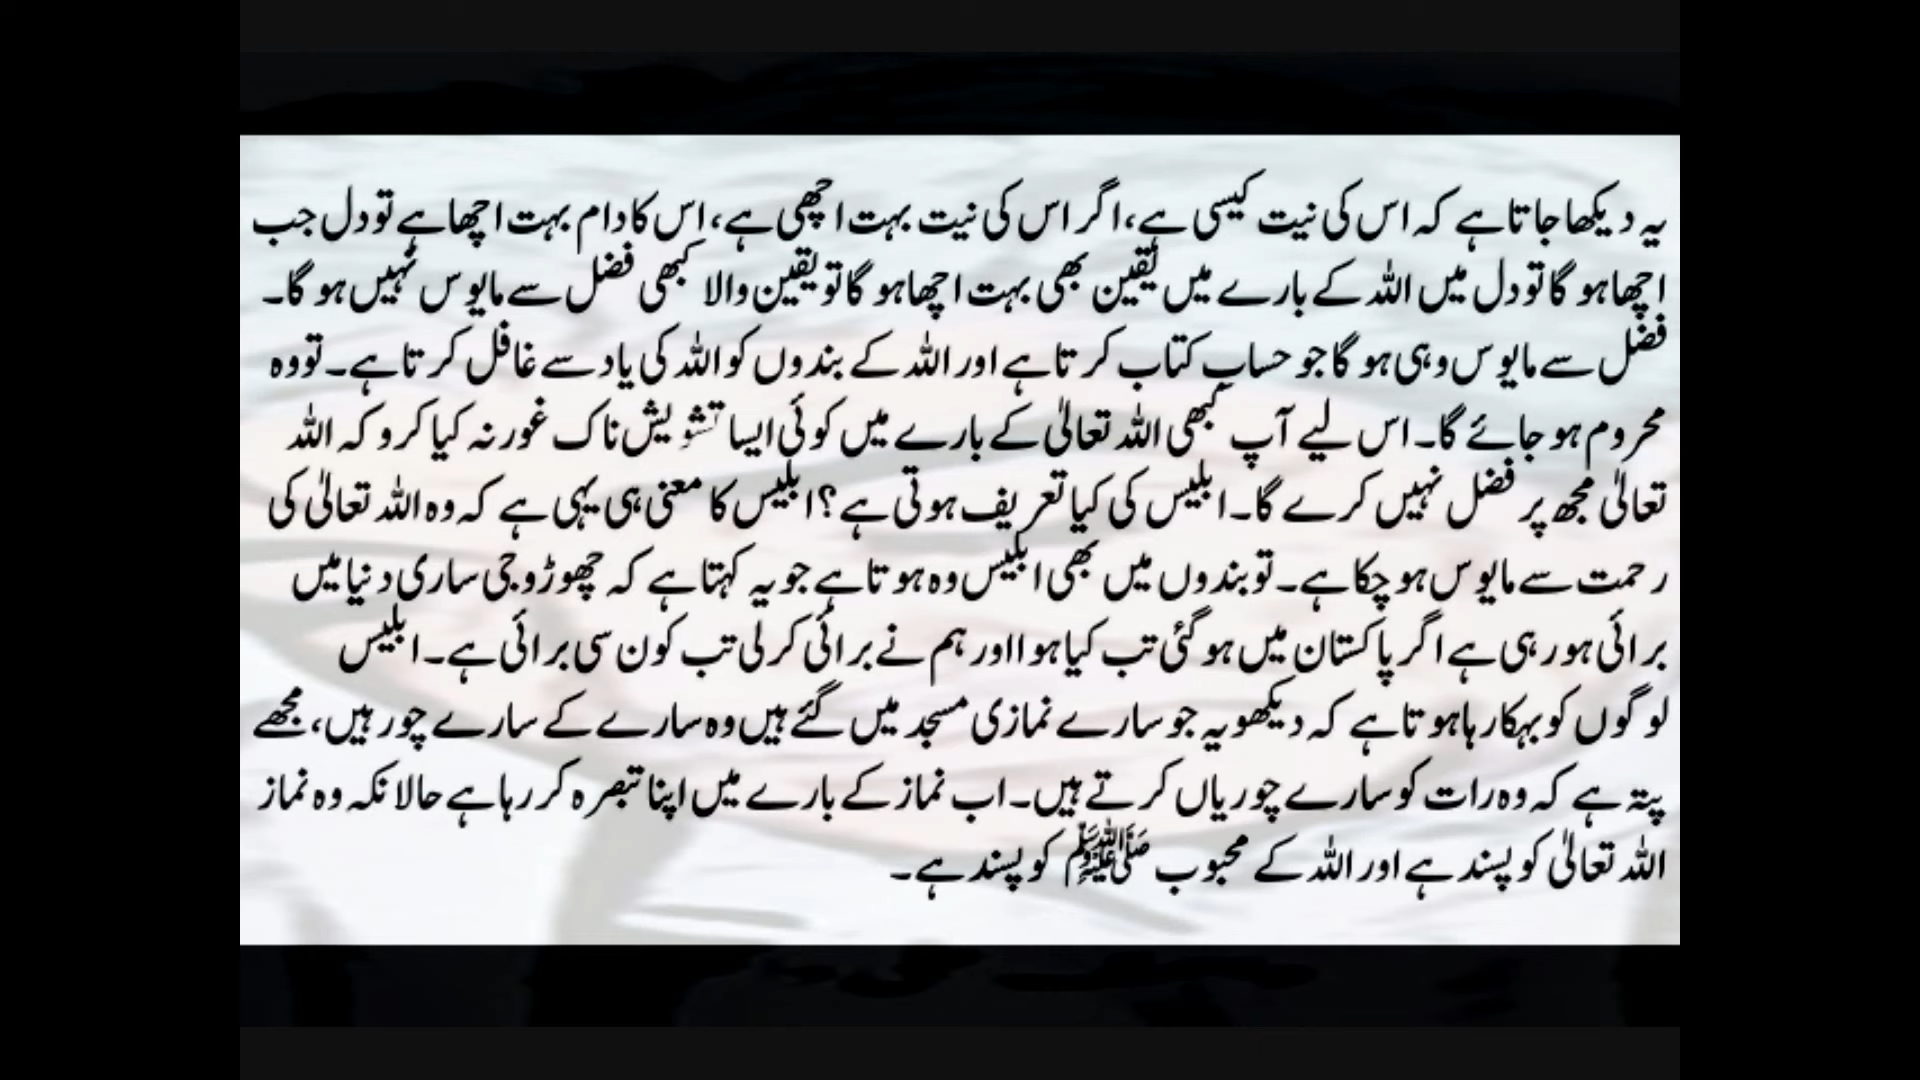 یہ دیکھا جاتا ہے کہ اس کی نیت کیسی ہے، اگر اس کی نیت بہت اچھی ہے، اس کا دام بہت اچھا ہے تو دل جب
اچھا ہو گا تو دل میں اللہ کے بارے میں یقین بھی بہت اچھا ہو گا تو یقین والا کبھی فضل سے مایوس نہیں ہو گا۔
فضل سے مایوس وہی ہو گا جو حساب کتاب کرتا ہے اور اللہ کے بندوں کو اللہ کی یاد سے غافل کرتا ہے۔ تو وہ
محروم ہو جائے گا۔ اس لیے آپ کبھی اللہ تعالیٰ کے بارے میں کوئی ایسا تشویش ناک غور نہ کیا کرو کہ اللہ
تعالیٰ مجھ پر فضل نہیں کرے گا۔ ابلیس کی کیا تعریف ہوتی ہے؟ ابلیس کا معنی ہی یہی ہے کہ وہ اللہ تعالیٰ کی
رحمت سے مایوس ہو چکا ہے۔ تو بندوں میں بھی ابلیس وہ ہوتا ہے جو یہ کہتا ہے کہ چھوڑو جی ساری دنیا میں
برائی ہو رہی ہے اگر پاکستان میں ہو گئی تب کیا ہوا اور ہم نے برائی کر لی تب کون سی برائی ہے۔ ابلیس
لوگوں کو بہکا رہا ہوتا ہے کہ دیکھو یہ جو سارے نمازی مسجد میں گئے ہیں وہ سارے کے سارے چور ہیں، مجھے
پتہ ہے کہ وہ رات کو سارے چوریاں کرتے ہیں۔ اب نماز کے بارے میں اپنا تبصرہ کر رہا ہے حالانکہ وہ نماز
اللہ تعالیٰ کو پسند ہے اور اللہ کے محبوب ﷺ کو پسند ہے۔